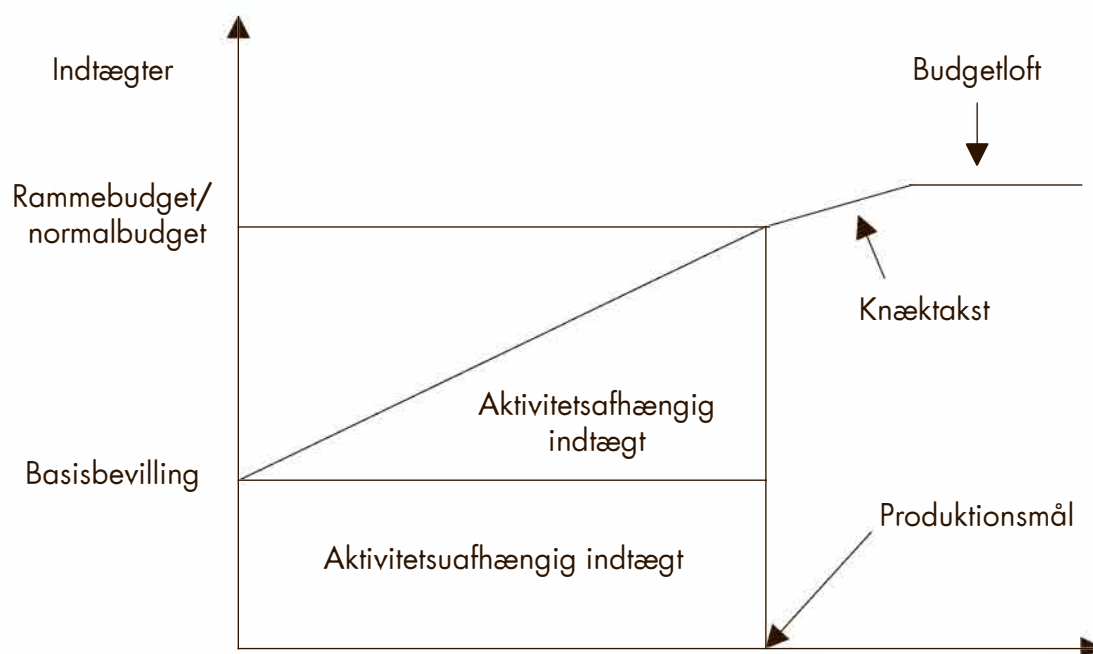 Indtægter
Budgetloft
Rammebudget/
normalbudget
Knæktakst
Aktivitetsafhængig
indtægt
Basisbevilling
Produktionsmål
Aktivitetsuafhængig indtægt